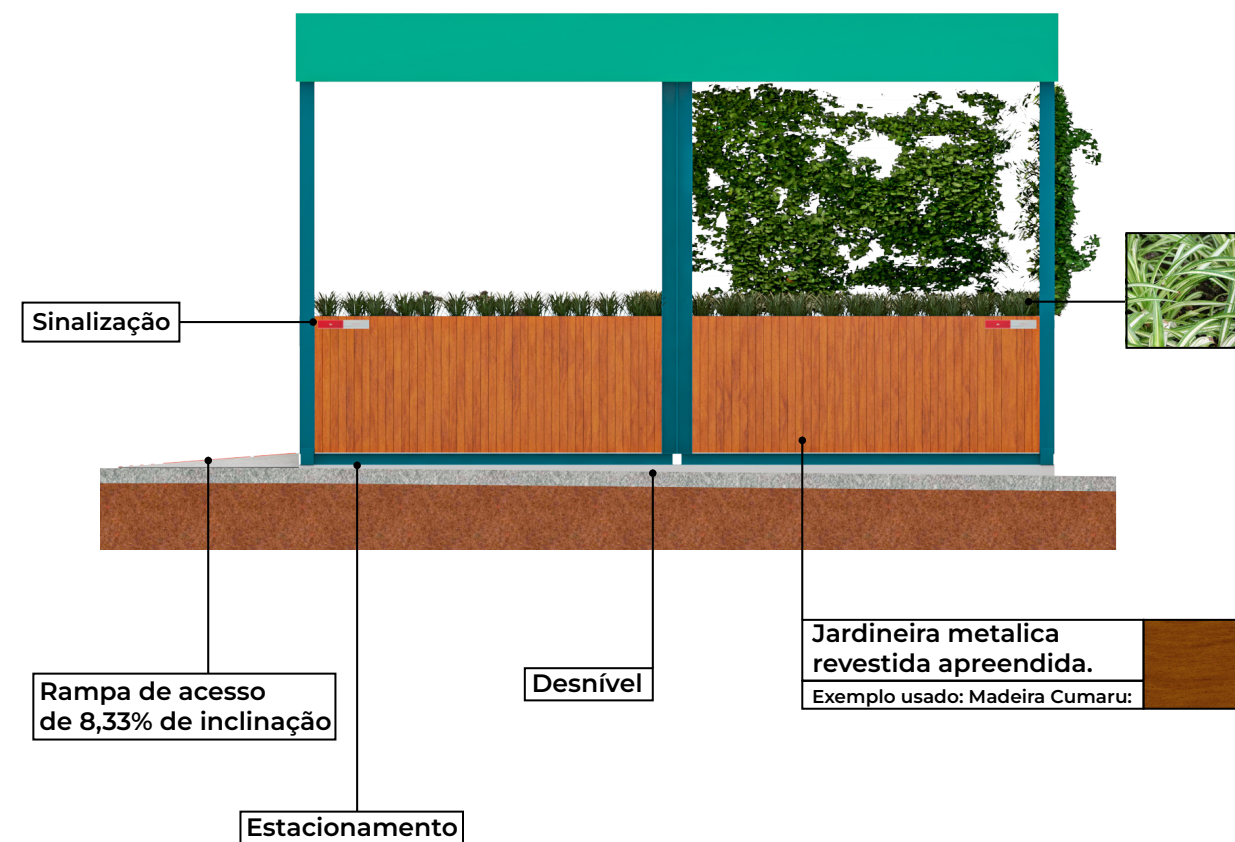 Sinalização
Jardineira metalica
revestida apreendida.
Exemplo usado: Madeira Cumaru:
Desnível
Rampa de acesso
de 8,33% de inclinação
Estacionamento